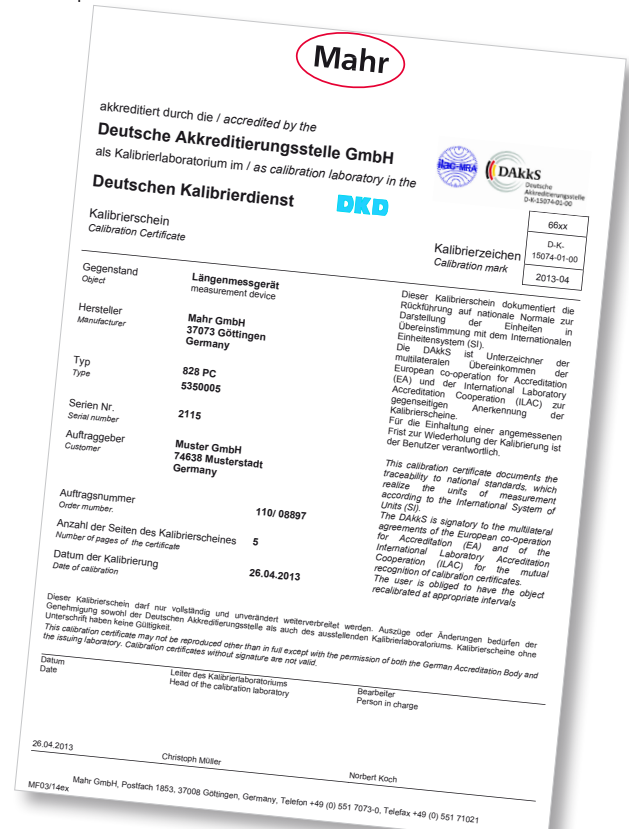 Mahr
akkreditiert durch die / accredited by the
Deutsche Akkreditierungsstelle GmbH
als Kalibrierlaboratorium im / as calibration laboratory in the
Deutschen Kalibrierdienst
DKD
ilac-MRA
DAkkS
Deutsche
Akkreditierungsstelle
D-K-15074-01-00
Kalibrierschein
Calibration Certificate
Kalibrierzeichen
Calibration mark
66xx
D-K-
15074-01-00
2013-04
Gegenstand
Object
Längenmessgerät
measurement device
Hersteller
Manufacturer
Mahr GmbH
37073 Göttingen
Germany
Typ
Type
828 PC
5350005
Serien Nr.
Serial number
2115
Auftraggeber
Customer
Muster GmbH
74638 Musterstadt
Germany
Auftragsnummer
Order number.
110/ 08897
Anzahl der Seiten des Kalibrierscheines
Number of pages of the certificate
5
Datum der Kalibrierung
Date of calibration
26.04.2013
Dieser Kalibrierschein dokumentiert die
Rückführung auf nationale Normale zur
Darstellung der Einheiten in
Übereinstimmung mit dem Internationalen
Einheitensystem (SI).
Die DAkkS ist Unterzeichner der
multilateralen Übereinkommen der
European co-operation for Accreditation
(EA) und der International Laboratory
Accreditation Cooperation (ILAC) zur
gegenseitigen Anerkennung der
Kalibrierscheine.
Für die Einhaltung einer angemessenen
Frist zur Wiederholung der Kalibrierung ist
der Benutzer verantwortlich.
This calibration certificate documents the
traceability to national standards, which
realize the units of measurement
according to the International System of
Units (SI).
The DAkkS is signatory to the multilateral
agreements of the European co-operation
for Accreditation (EA) and of the
International Laboratory Accreditation
Cooperation (ILAC) for the mutual
recognition of calibration certificates.
The user is obliged to have the object
recalibrated at appropriate intervals
Dieser Kalibrierschein darf nur vollständig und unverändert weiterverbreitet werden. Auszüge oder Änderungen bedürfen der
Genehmigung sowohl der Deutschen Akkreditierungsstelle als auch des ausstellenden Kalibrierlaboratoriums. Kalibrierscheine ohne
Unterschrift haben keine Gültigkeit.
This calibration certificate may not be reproduced other than in full except with the permission of both the German Accreditation Body and
the issuing laboratory. Calibration certificates without signature are not valid.
Datum
Date
Leiter des Kalibrierlaboratoriums
Head of the calibration laboratory
Bearbeiter
Person in charge
26.04.2013
Christoph Müller
Norbert Koch
Mahr GmbH, Postfach 1853, 37008 Göttingen, Germany, Telefon +49 (0) 551 7073-0, Telefax +49 (0) 551 71021
MF03/14ex